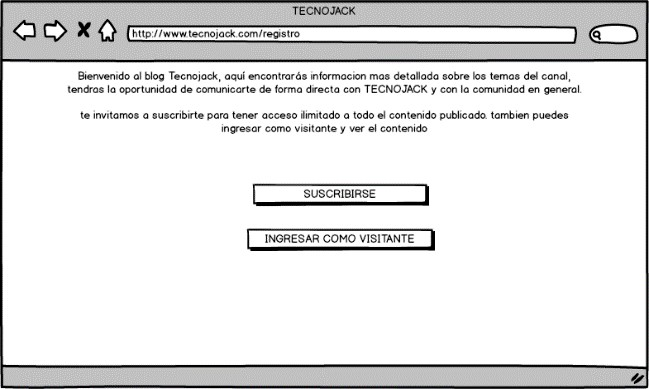 TECNOJACK
http://www.tecnojack.com/registro
Bienvenido al blog Tecnojack, aquí encontrarás informacion mas detallada sobre los temas del canal,
tendras la oportunidad de comunicarte de forma directa con TECNOJACK y con la comunidad en general.
te invitamos a suscribirte para tener acceso ilimitado a todo el contenido publicado. tambien puedes
ingresar como visitante y ver el contenido
SUSCRIBIRSE
INGRESAR COMO VISITANTE